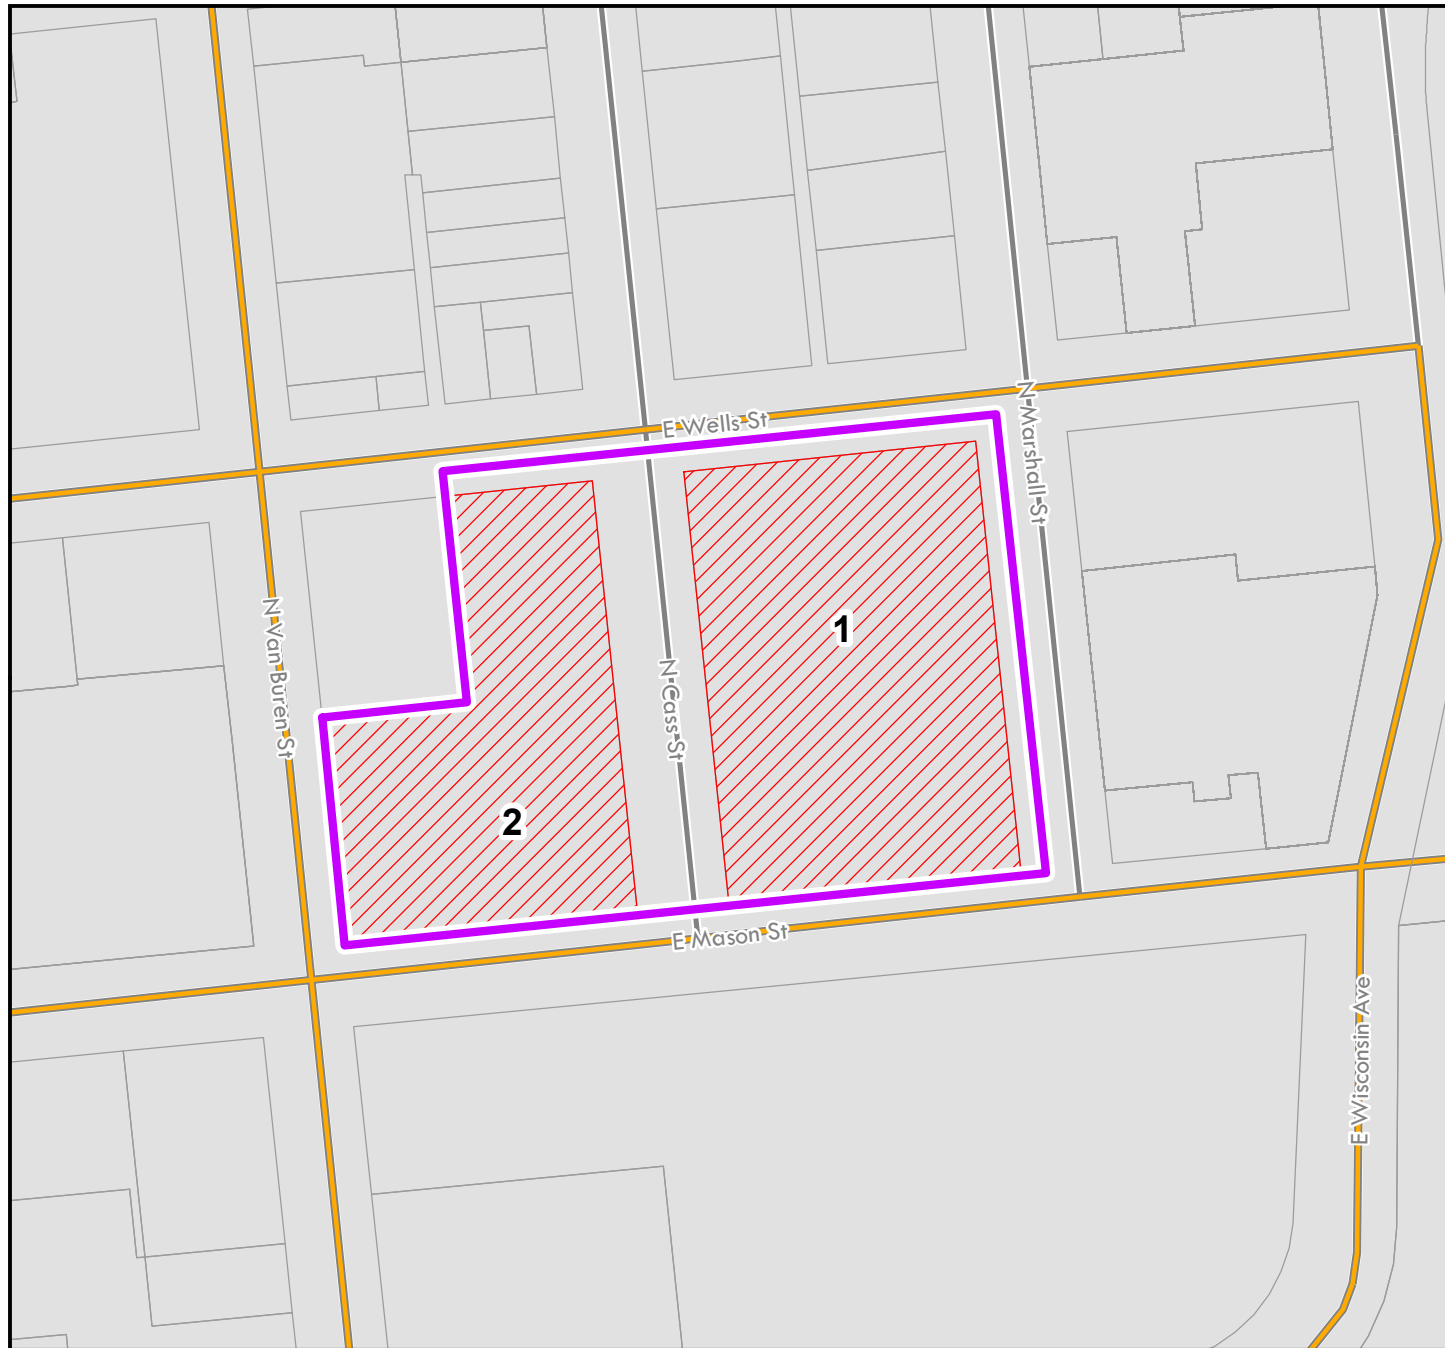 E Wells St
N Marshall St
1
N Van Buren St
N Cass St
2
E Mason St
E Wisconsin Ave